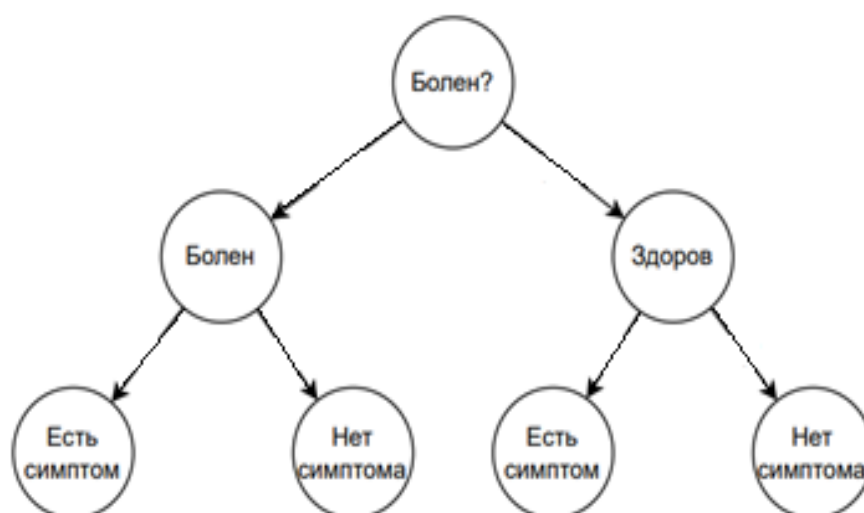 Болен?
Болен
Здоров
Есть
симптом
Нет
симптома
Есть
симптом
Нет
симптома